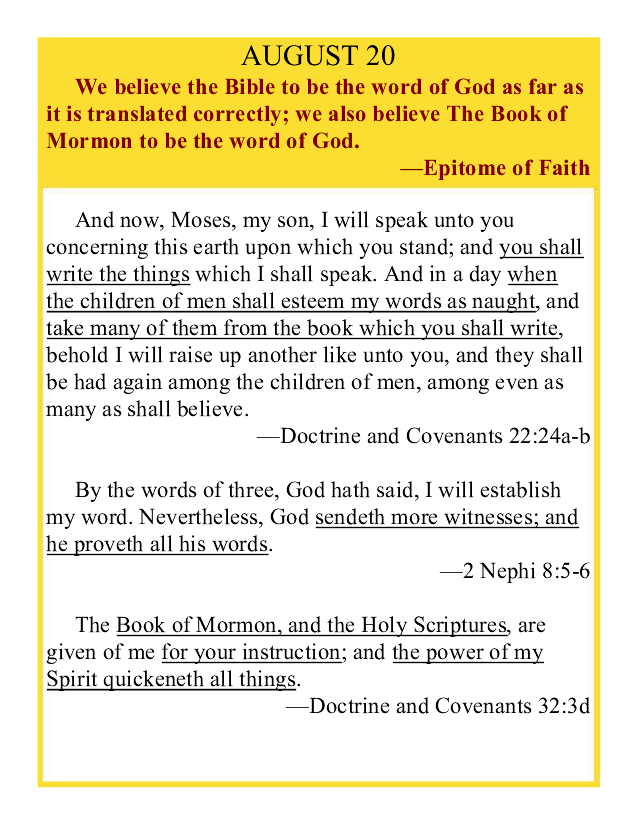 AUGUST 20
We believe the Bible to be the word of God as far as
it is translated correctly; we also believe The Book of
Mormon to be the word of God.
—Epitome of Faith
And now, Moses, my son, I will speak unto you
concerning this earth upon which you stand; and you shall
write the things which I shall speak. And in a day when
the children of men shall esteem my words as naught, and
take many of them from the book which you shall write,
behold I will raise up another like unto you, and they shall
be had again among the children of men, among even as
many as shall believe.
—Doctrine and Covenants 22:24a-b
By the words of three, God hath said, I will establish
my word. Nevertheless, God sendeth more witnesses; and
he proveth all his words.
—2 Nephi 8:5-6
The Book of Mormon, and the Holy Scriptures, are
given of me for your instruction; and the power of my
Spirit quickeneth all things.
—Doctrine and Covenants 32:3d